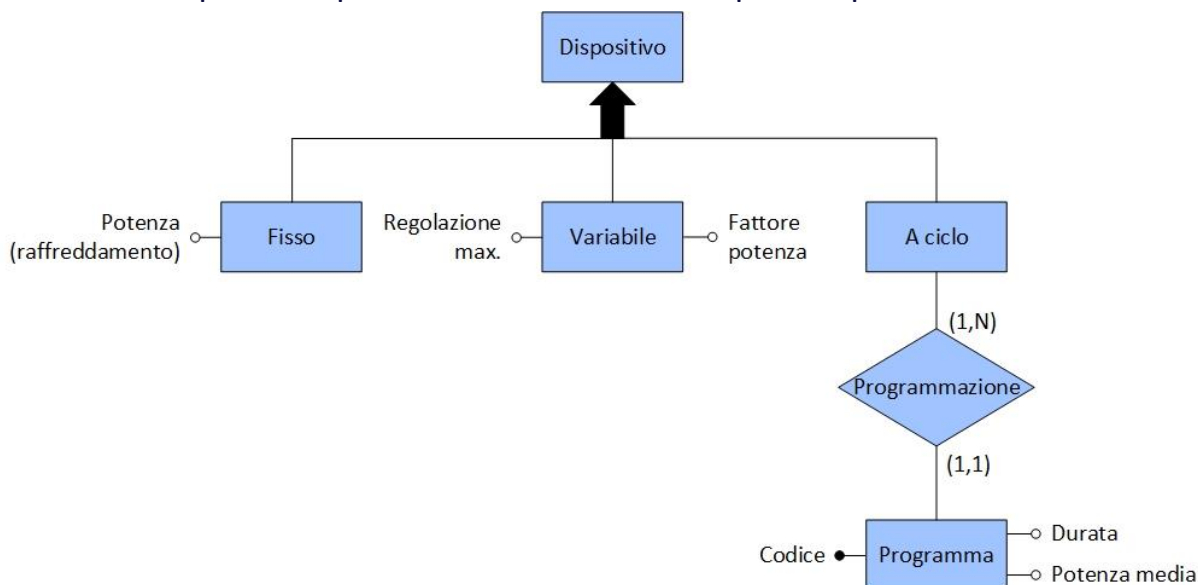 Dispositivo
Potenza
(raffreddamento)
Fisso
Regolazione
max.
Variabile
Fattore
potenza
A ciclo
(1,N)
Programmazione
(1,1)
Codice
Programma
Durata
Potenza media